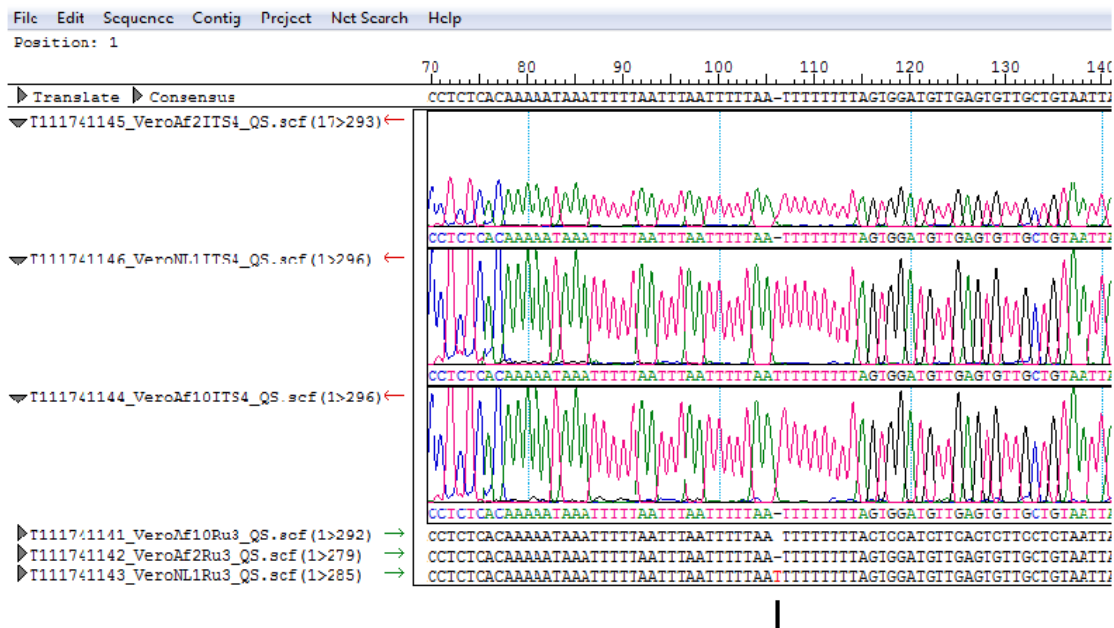 File Edit Sequence Contig Project Net Search Help
Position: 1
70 80 90 100 110 120 130 140
Translate Consensus CCTCTCACAAAAATAAATTTTTAATTTAATTTTTAA-TTTTTTTTAGTGGATGTTGAGTGTTGCTGTAATTA
T111741145_VeroAf2ITS4_QS.scf(17>293)
CCTCTCACAAAAATAAATTTTTAATTTAATTTTTAA-TTTTTTTTAGTGGATGTTGAGTGTTGCTGTAATTA
T111741146_VeroNL1ITS4_QS.scf(1>296)
CCTCTCACAAAAATAAATTTTTAATTTAATTTTTAATTTTTTTTTAGTGGATGTTGAGTGTTGCTGTAATTA
T111741144_VeroAf10ITS4_QS.scf(1>296)
CCTCTCACAAAAATAAATTTTTAATTTAATTTTTAA-TTTTTTTTAGTGGATGTTGAGTGTTGCTGTAATTA
T111741141_VeroAf10Ru3_QS.scf(1>292) CCTCTCACAAAAATAAATTTTTAATTTAATTTTTAA-TTTTTTTTAGTGGATGTTGAGTGTTGCTGTAATTA
T111741142_VeroAf2Ru3_QS.scf(1>279) CCTCTCACAAAAATAAATTTTTAATTTAATTTTTAA-TTTTTTTTAGTGGATGTTGAGTGTTGCTGTAATTA
T111741143_VeroNL1Ru3_QS.scf(1>285) CCTCTCACAAAAATAAATTTTTAATTTAATTTTTAATTTTTTTTTAGTGGATGTTGAGTGTTGCTGTAATTA